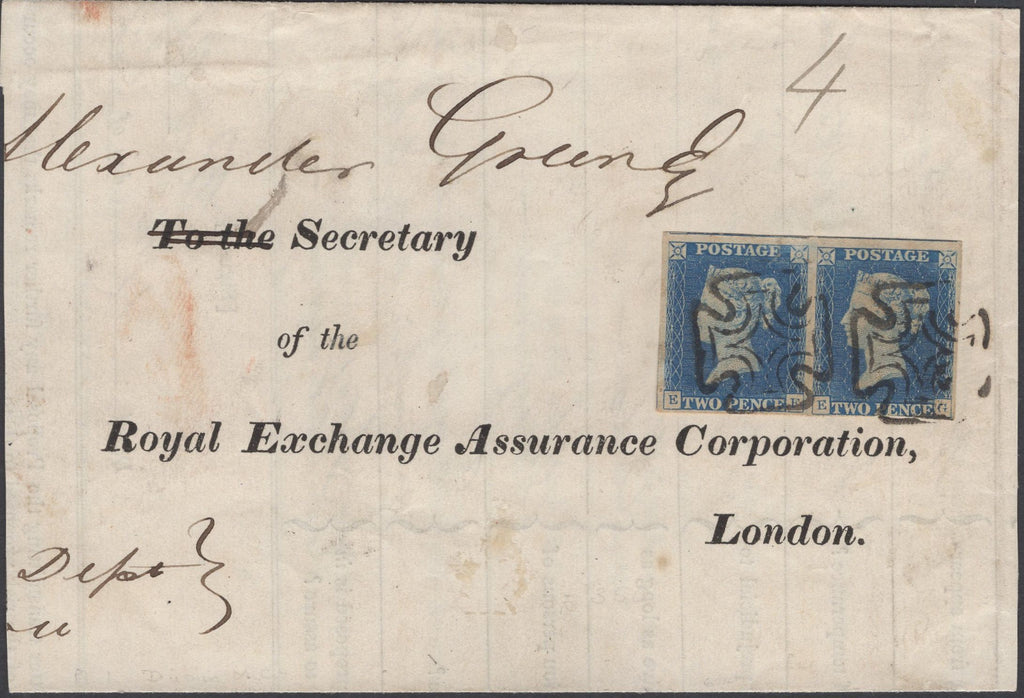 4
Alexander Green
To the Secretary
of the
POSTAGE POSTAGE
E TWO PENCE F E TWO PENCE G
Royal Exchange Assurance Corporation,
London.
Dept